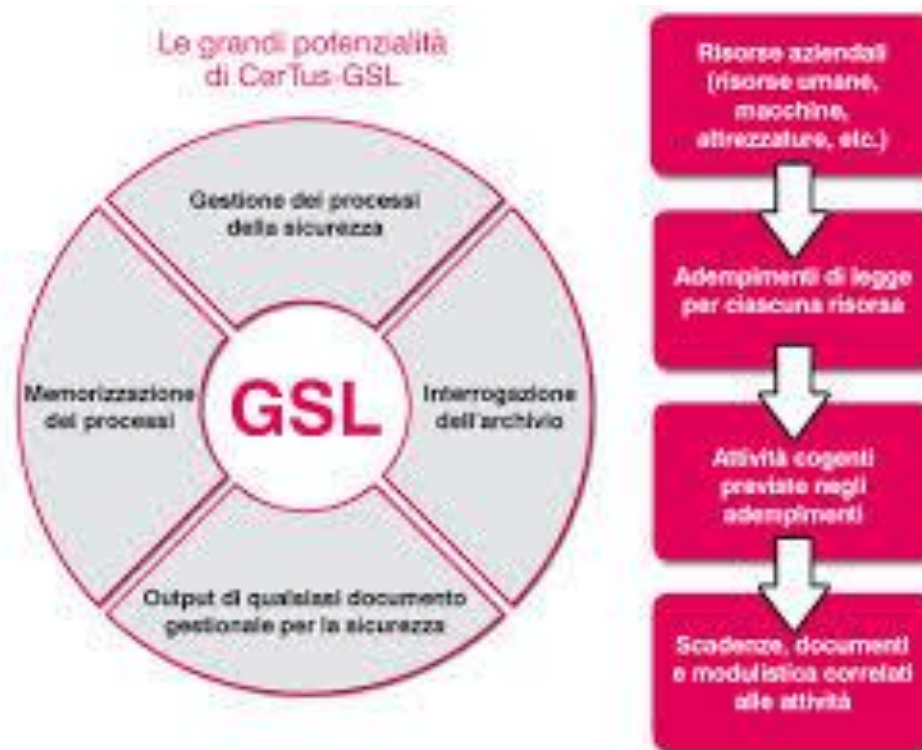 Le grandi potenzialità
di CerTus-GSL
Gestione dei processi
della sicurezza
Memorizzazione
dei processi
GSL
Interrogazione
dell'archivio
Output di qualsiasi documento
gestionale per la sicurezza
Risorse aziendali
(risorse umane,
macchine,
attrezzature, etc.)
Adempimenti di legge
per ciascuna risorsa
Attività cogenti
previste negli
adempimenti
Scadenze, documenti
e modulistica correlati
alle attività